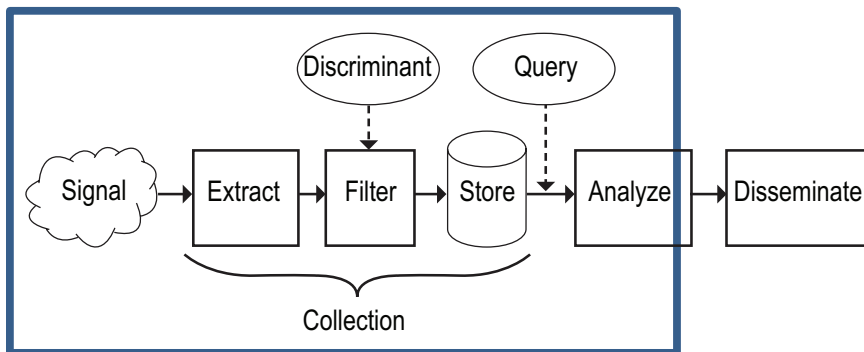 Discriminant
Query
Signal
Extract
Filter
Store
Analyze
Disseminate
Collection